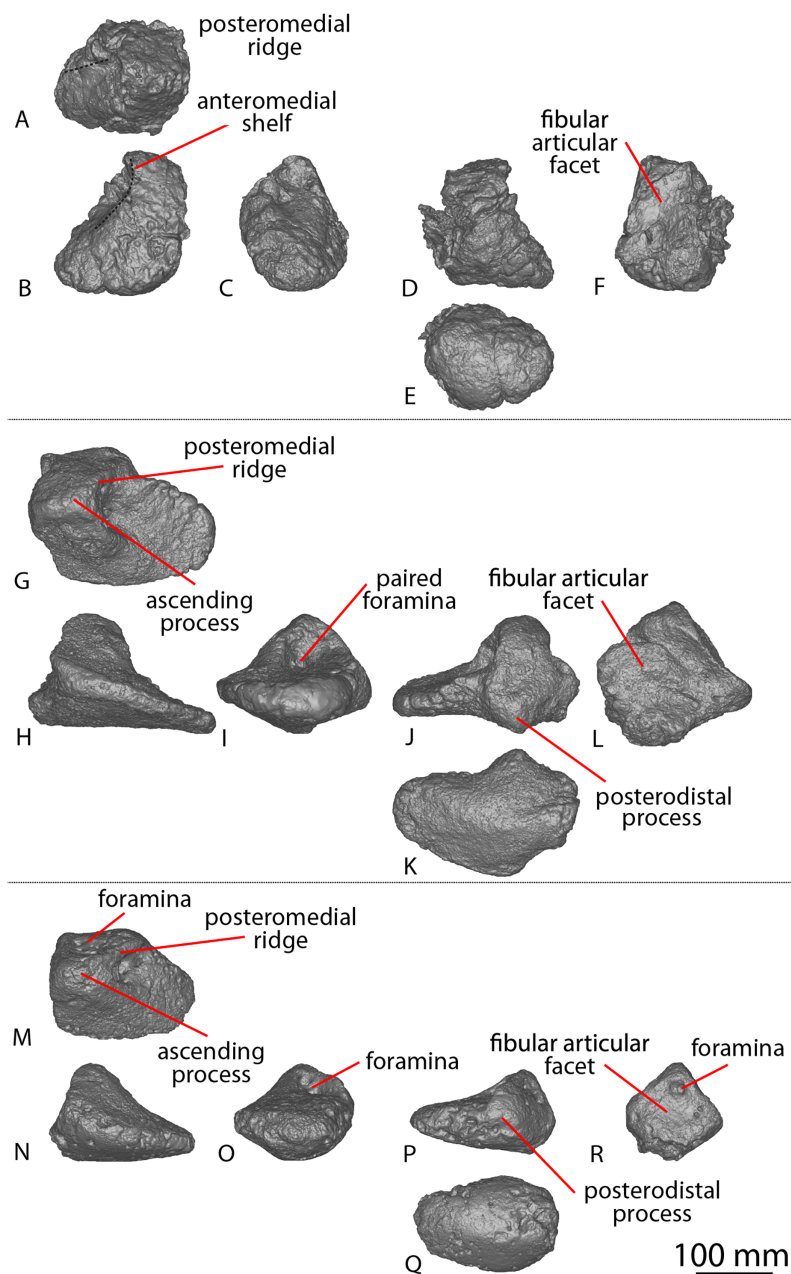 posteromedial
ridge
A
anteromedial
shelf
fibular
articular
facet
B
C
D
F
E
posteromedial
ridge
G
ascending
process
paired
foramina
fibular articular
facet
H
I
J
L
posterodistal
process
K
foramina
posteromedial
ridge
M
ascending
process
foramina
fibular articular
facet
foramina
N
O
P
R
posterodistal
process
Q
100 mm